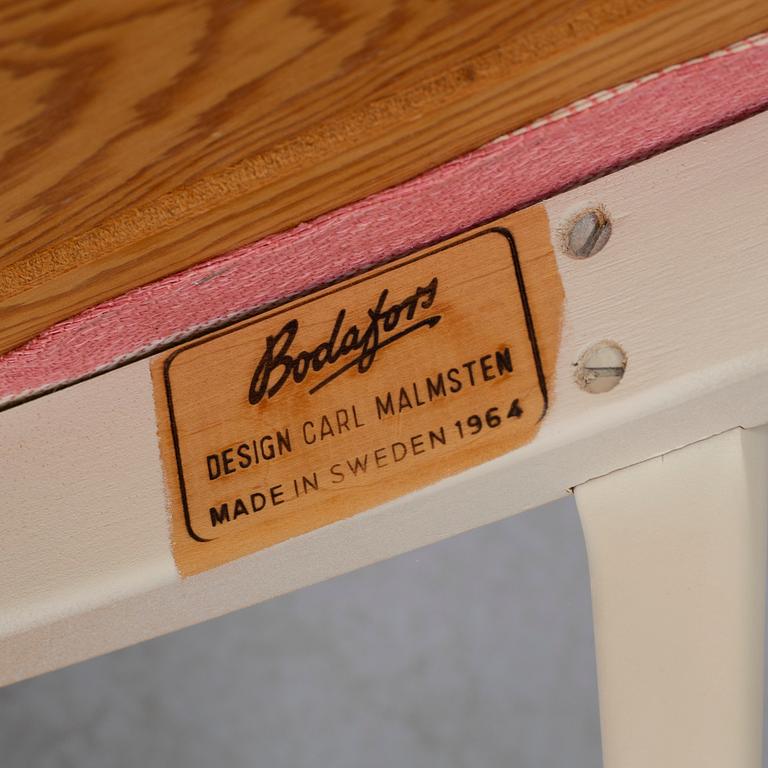 Bodafors
DESIGN CARL MALMSTEN
MADE IN SWEDEN 1964